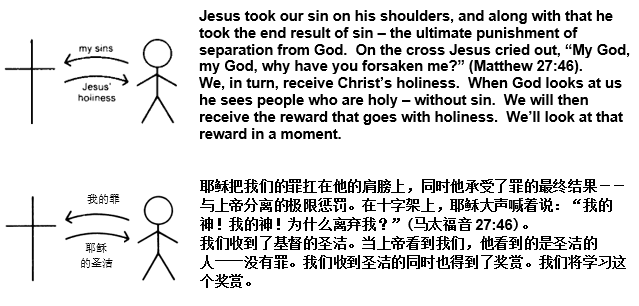 my sins
Jesus'
holiness
Jesus took our sin on his shoulders, and along with that he
took the end result of sin – the ultimate punishment of
separation from God. On the cross Jesus cried out, “My God,
my God, why have you forsaken me?” (Matthew 27:46).
We, in turn, receive Christ’s holiness. When God looks at us
he sees people who are holy – without sin. We will then
receive the reward that goes with holiness. We’ll look at that
reward in a moment.
我的罪
耶稣
的圣洁
耶稣把我们的罪扛在他的肩膀上，同时他承受了罪的最终结果－－
与上帝分离的极限惩罚。在十字架上，耶稣大声喊着说：“我的
神！我的神！为什么离弃我？”（马太福音 27:46）。
我们收到了基督的圣洁。当上帝看到我们，他看到的是圣洁的
人──没有罪。我们收到圣洁的同时也得到了奖赏。我们将学习这
个奖赏。